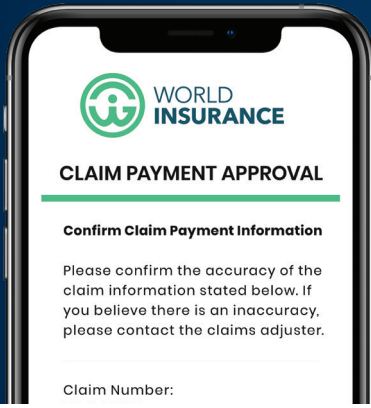 WORLD
INSURANCE
CLAIM PAYMENT APPROVAL
Confirm Claim Payment Information
Please confirm the accuracy of the
claim information stated below. If
you believe there is an inaccuracy,
please contact the claims adjuster.
Claim Number: